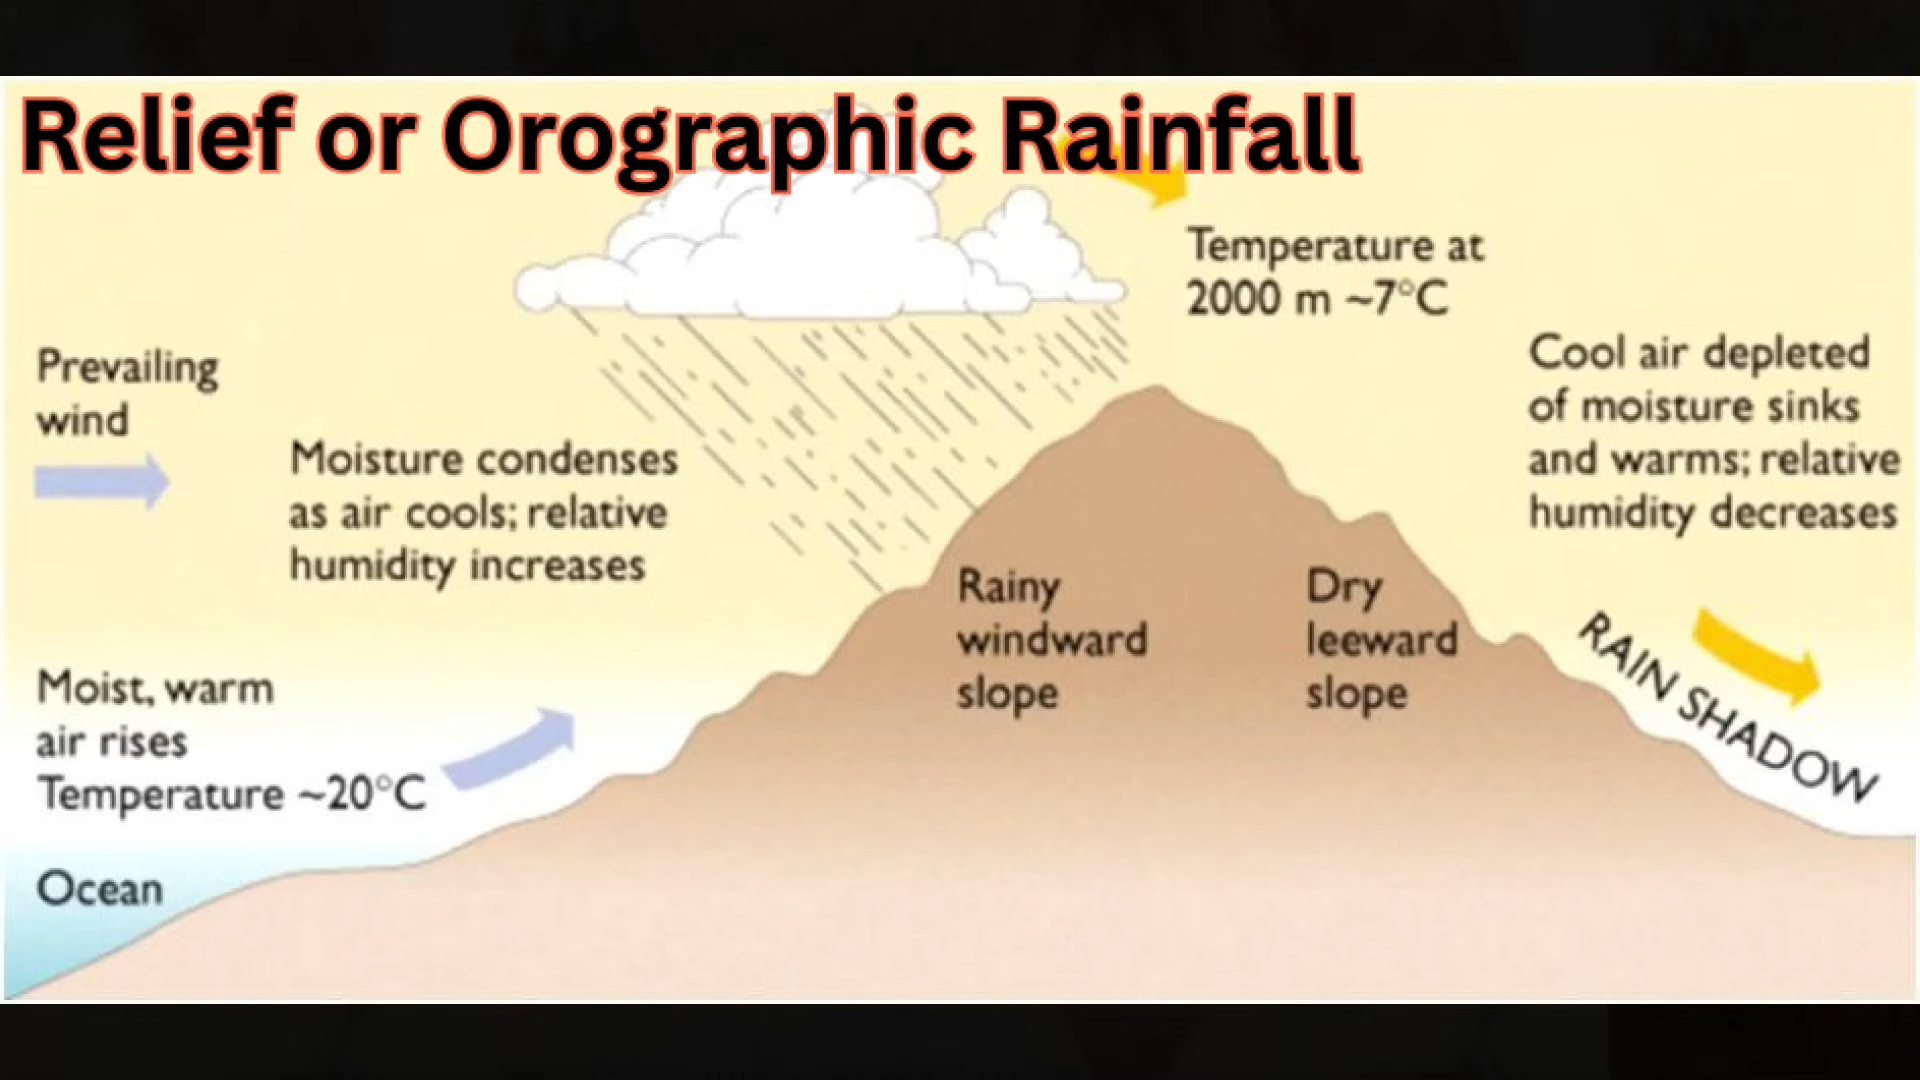 Relief or Orographic Rainfall
Temperature at
2000 m ~7°C
Prevailing
wind
Moisture condenses
as air cools; relative
humidity increases
Cool air depleted
of moisture sinks
and warms; relative
humidity decreases
Rainy
windward
slope
Dry
leeward
slope
RAIN SHADOW
Moist, warm
air rises
Temperature ~20°C
Ocean